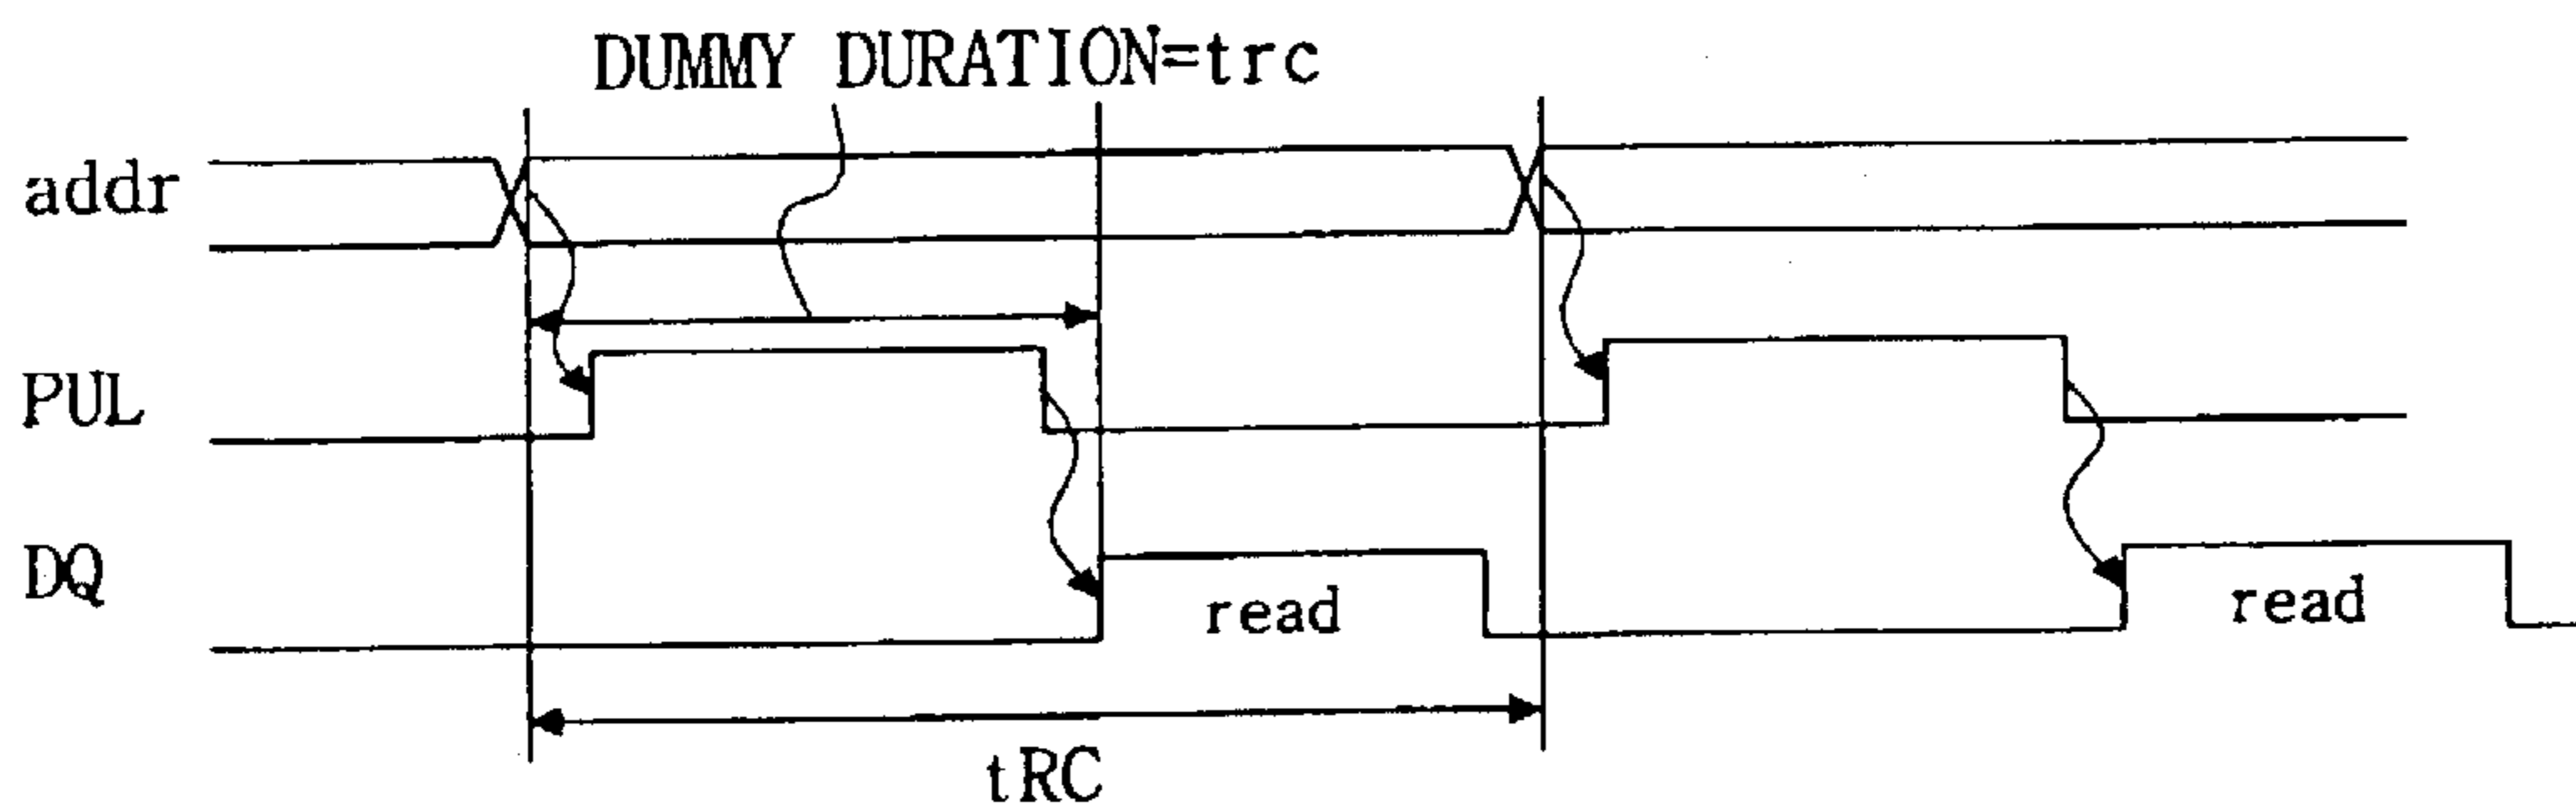 DUMMY DURATION=trc
addr
PUL
DQ
read
read
tRC